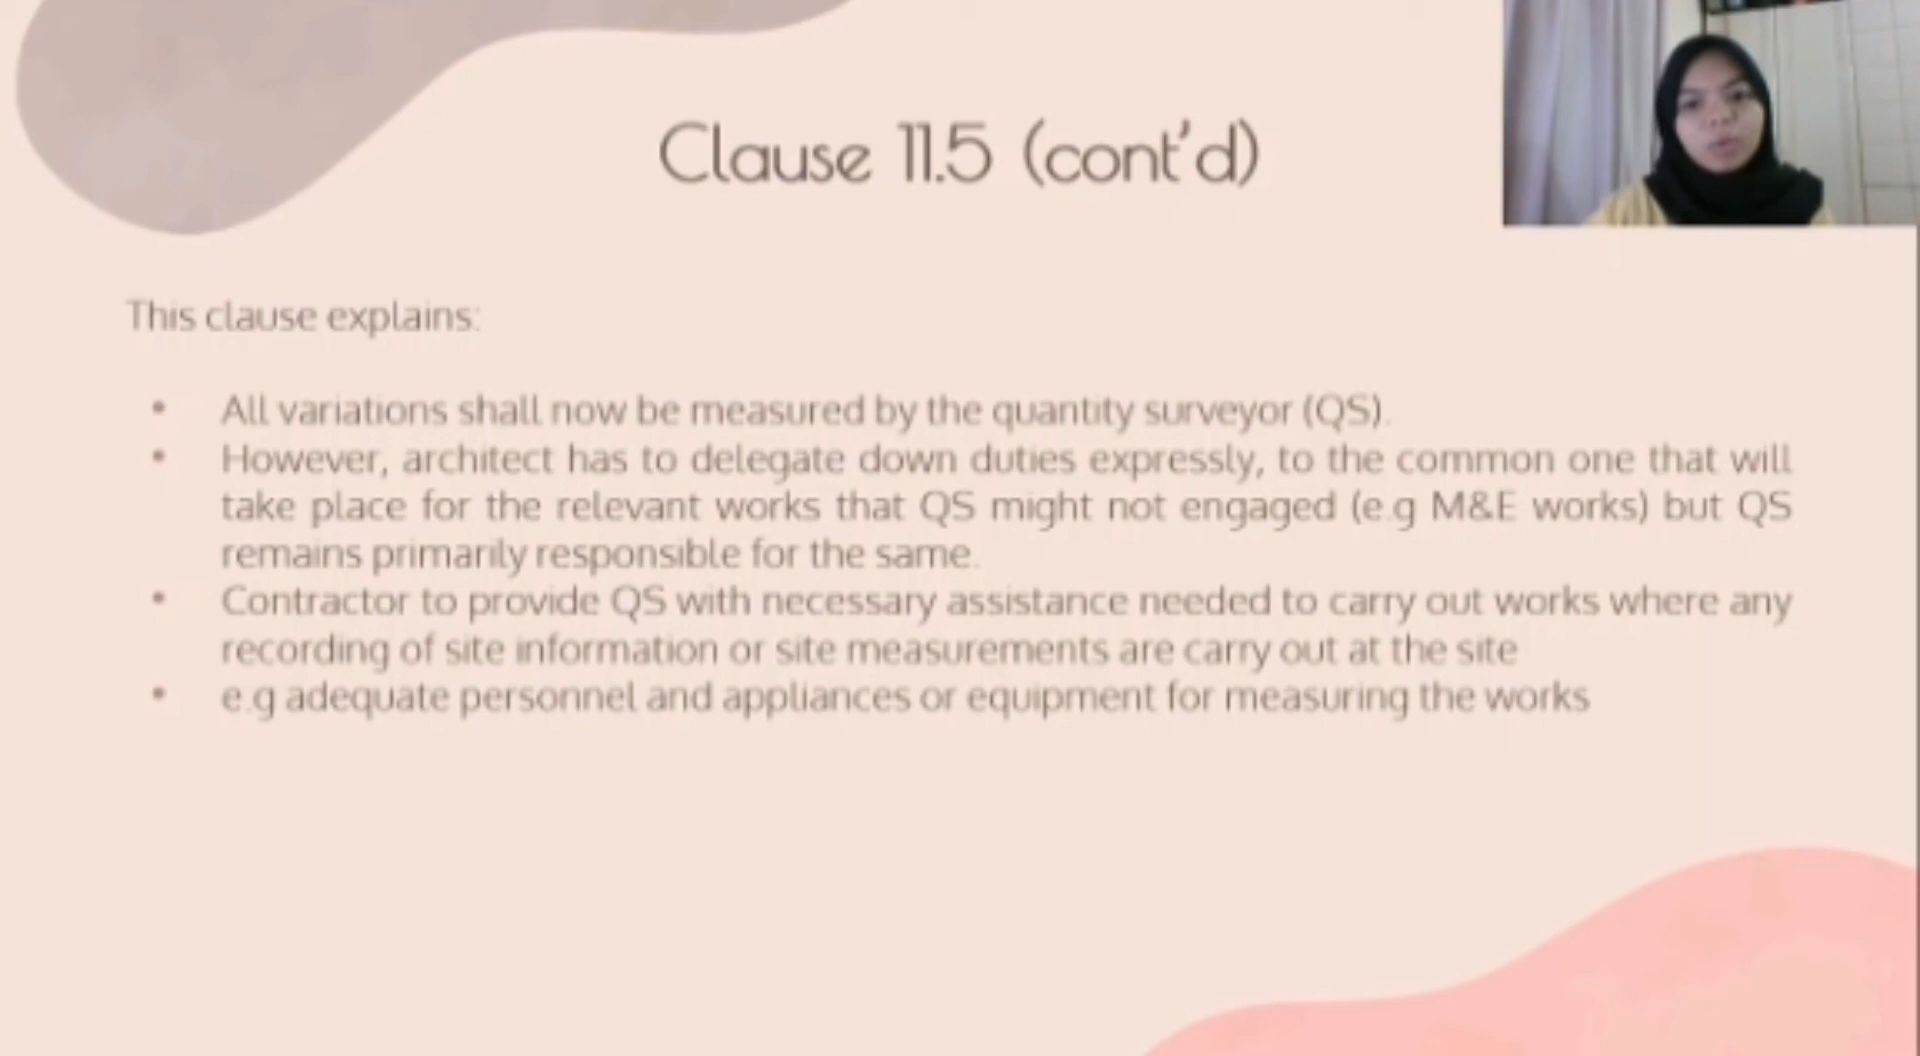 Clause 11.5 (cont'd)
This clause explains:
• All variations shall now be measured by the quantity surveyor (QS).
• However, architect has to delegate down duties expressly, to the common one that will
take place for the relevant works that QS might not engaged (e.g M&E works) but QS
remains primarily responsible for the same.
• Contractor to provide QS with necessary assistance needed to carry out works where any
recording of site information or site measurements are carry out at the site
• e.g adequate personnel and appliances or equipment for measuring the works